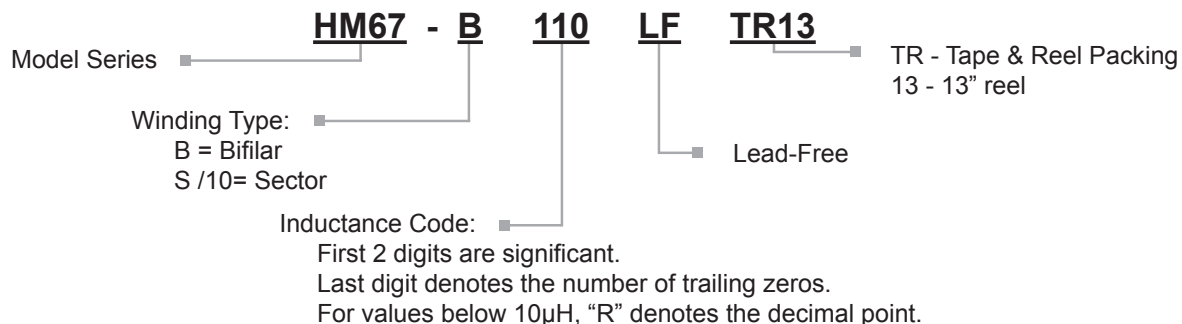 HM67 - B 110 LF TR13
Model Series
TR - Tape & Reel Packing
13 - 13” reel
Winding Type:
B = Bifilar
S /10= Sector
Lead-Free
Inductance Code:
First 2 digits are significant.
Last digit denotes the number of trailing zeros.
For values below 10µH, “R” denotes the decimal point.